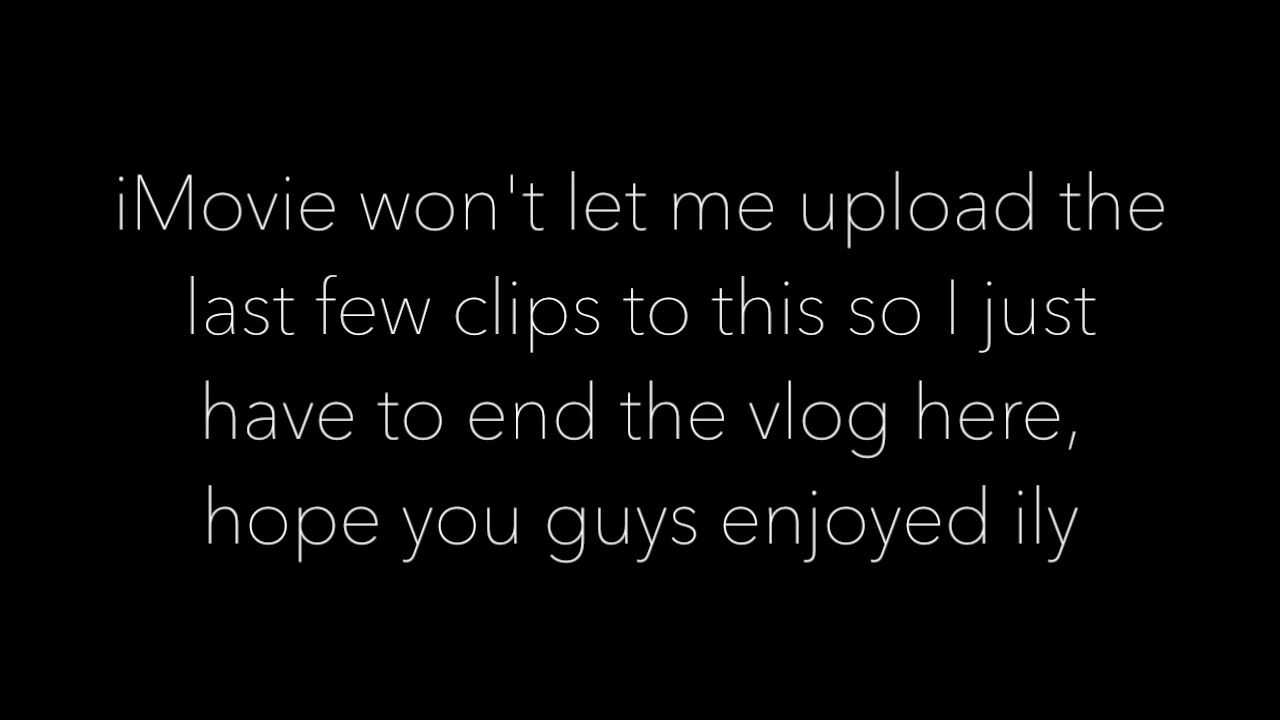 iMovie won't let me upload the
last few clips to this so I just
have to end the vlog here,
hope you guys enjoyed ily